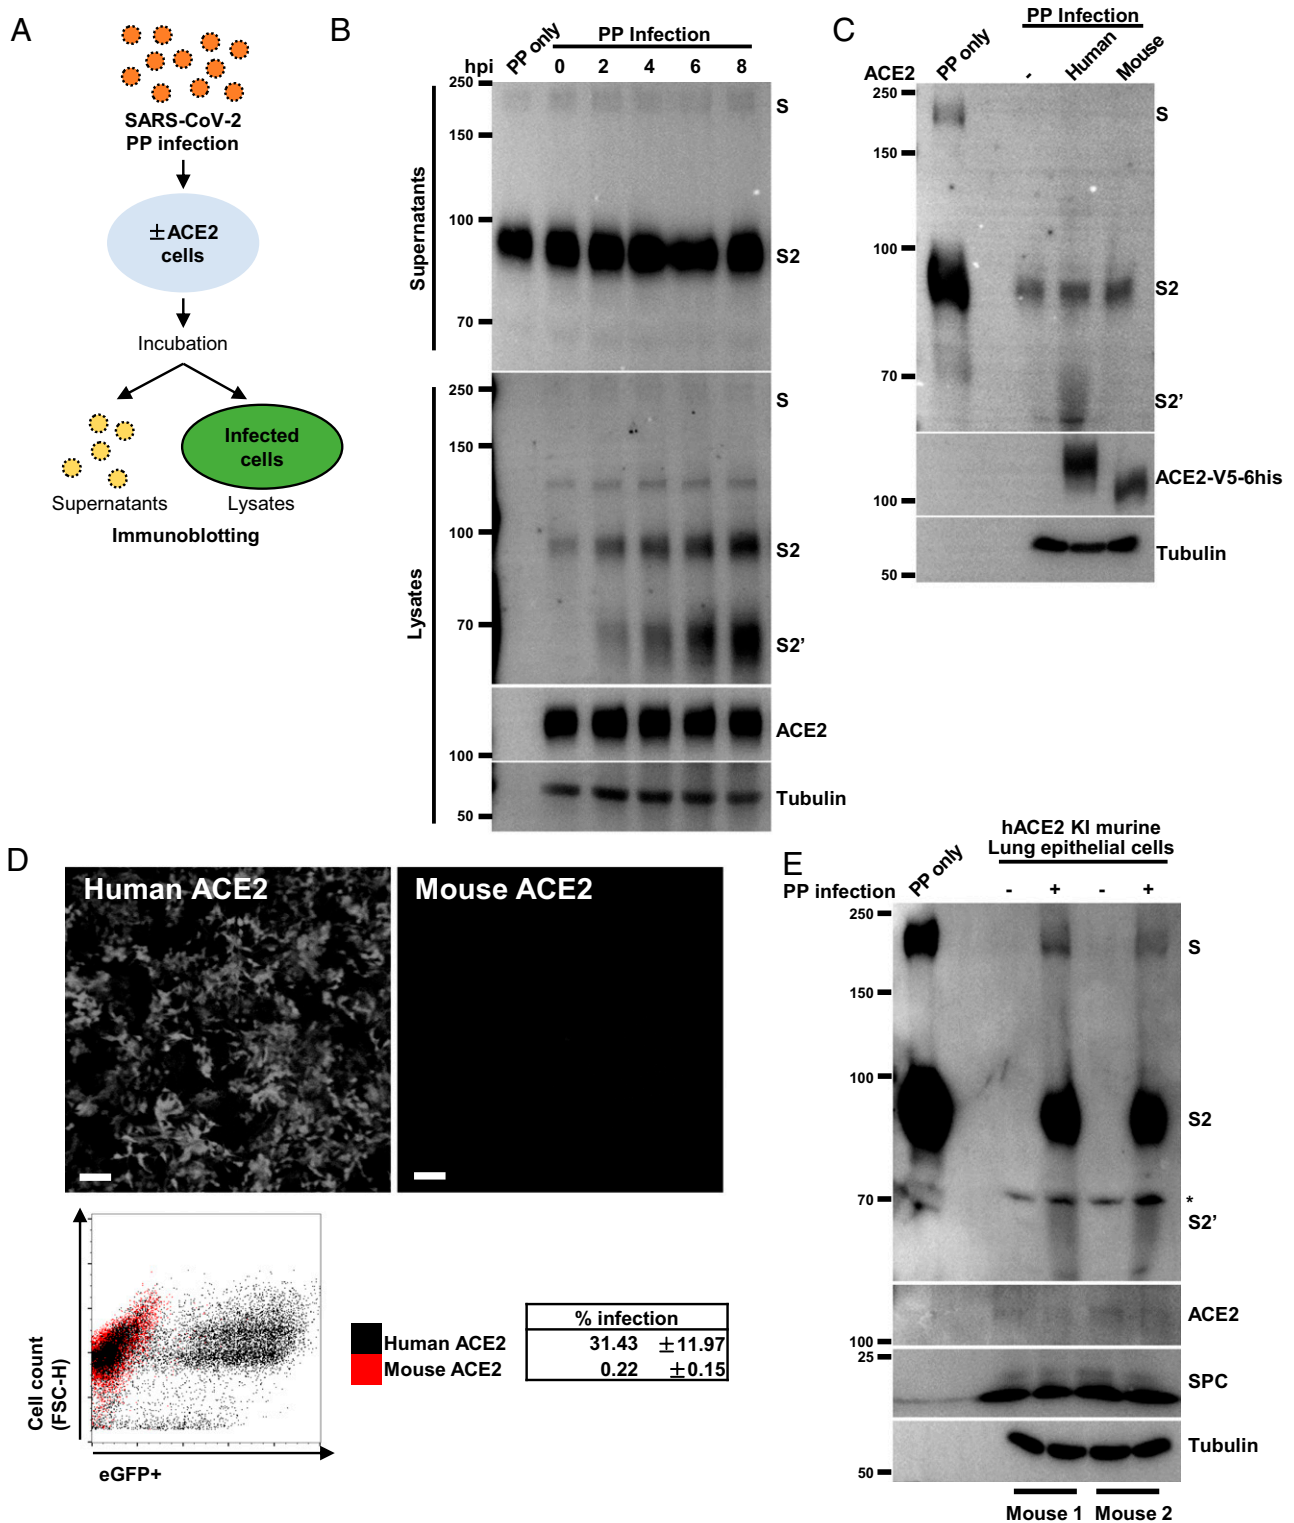 A
SARS-CoV-2
PP infection
±ACE2
cells
Incubation
Infected
cells
Supernatants
Lysates
Immunoblotting
B
PP only
PP Infection
hpi
0 2 4 6 8
250
150
100
70
S
S2
Supernatants
250
150
100
70
S
S2
S2’
ACE2
100
Tubulin
50
Lysates
C
PP Infection
ACE2
PP only
-
Human
Mouse
250
150
100
70
S
S2
S2’
ACE2-V5-6his
100
Tubulin
50
D
Human ACE2
Mouse ACE2
Cell count
(FSC-H)
eGFP+
Human ACE2
Mouse ACE2
% infection
31.43 ±11.97
0.22 ±0.15
E
hACE2 KI murine
Lung epithelial cells
PP only
PP infection
- + - +
250
150
100
70
S
S2
*
S2’
ACE2
100
25
SPC
Tubulin
50
Mouse 1 Mouse 2